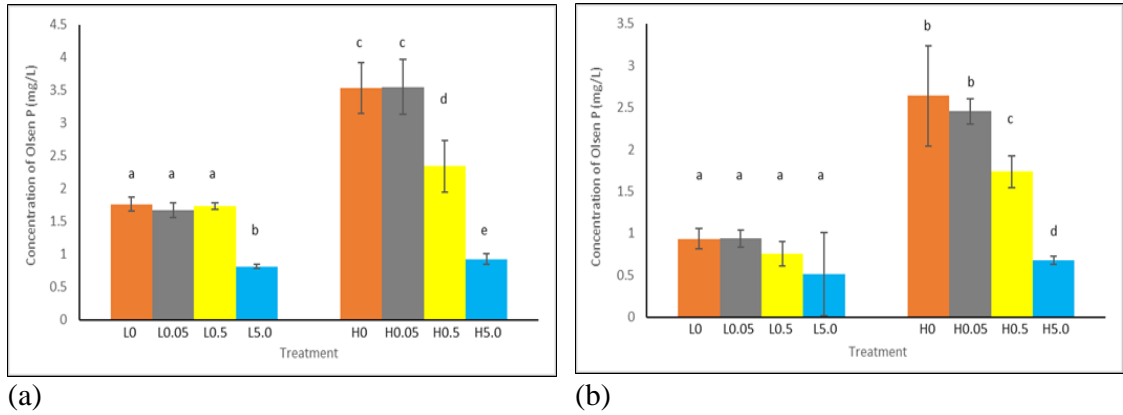 4.5
4
3.5
3
2.5
2
1.5
1
0.5
0
Concentration of Olsen P (mg/L)
a a a b c c d e
L0 L0.05 L0.5 L5.0 H0 H0.05 H0.5 H5.0
Treatment
(a)
3.5
3
2.5
2
1.5
1
0.5
0
Concentration of Olsen P (mg/L)
a a a a b b c d
L0 L0.05 L0.5 L5.0 H0 H0.05 H0.5 H5.0
Treatment
(b)